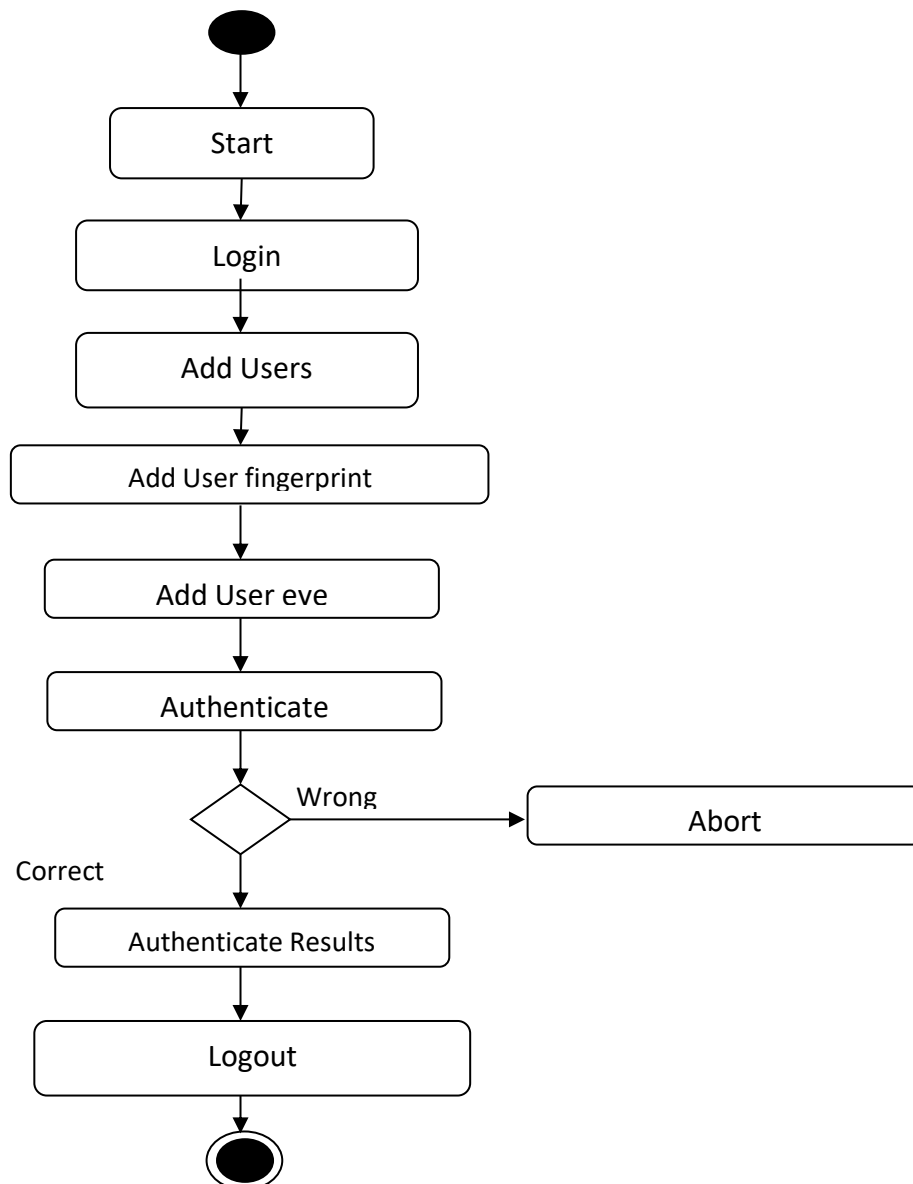 Start
Login
Add Users
Add User fingerprint
Add User eve
Authenticate
Wrong
Abort
Correct
Authenticate Results
Logout